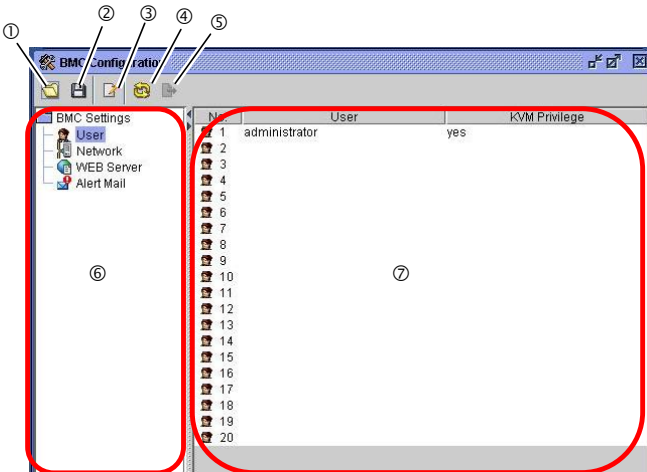 ① ② ③ ④ ⑤
BMC Configuration
BMC Settings
User
Network
WEB Server
Alert Mail
⑥
No. User KVM Privilege
1 administrator yes
2
3
4
5
6
7
8
9
10
⑦
11
12
13
14
15
16
17
18
19
20